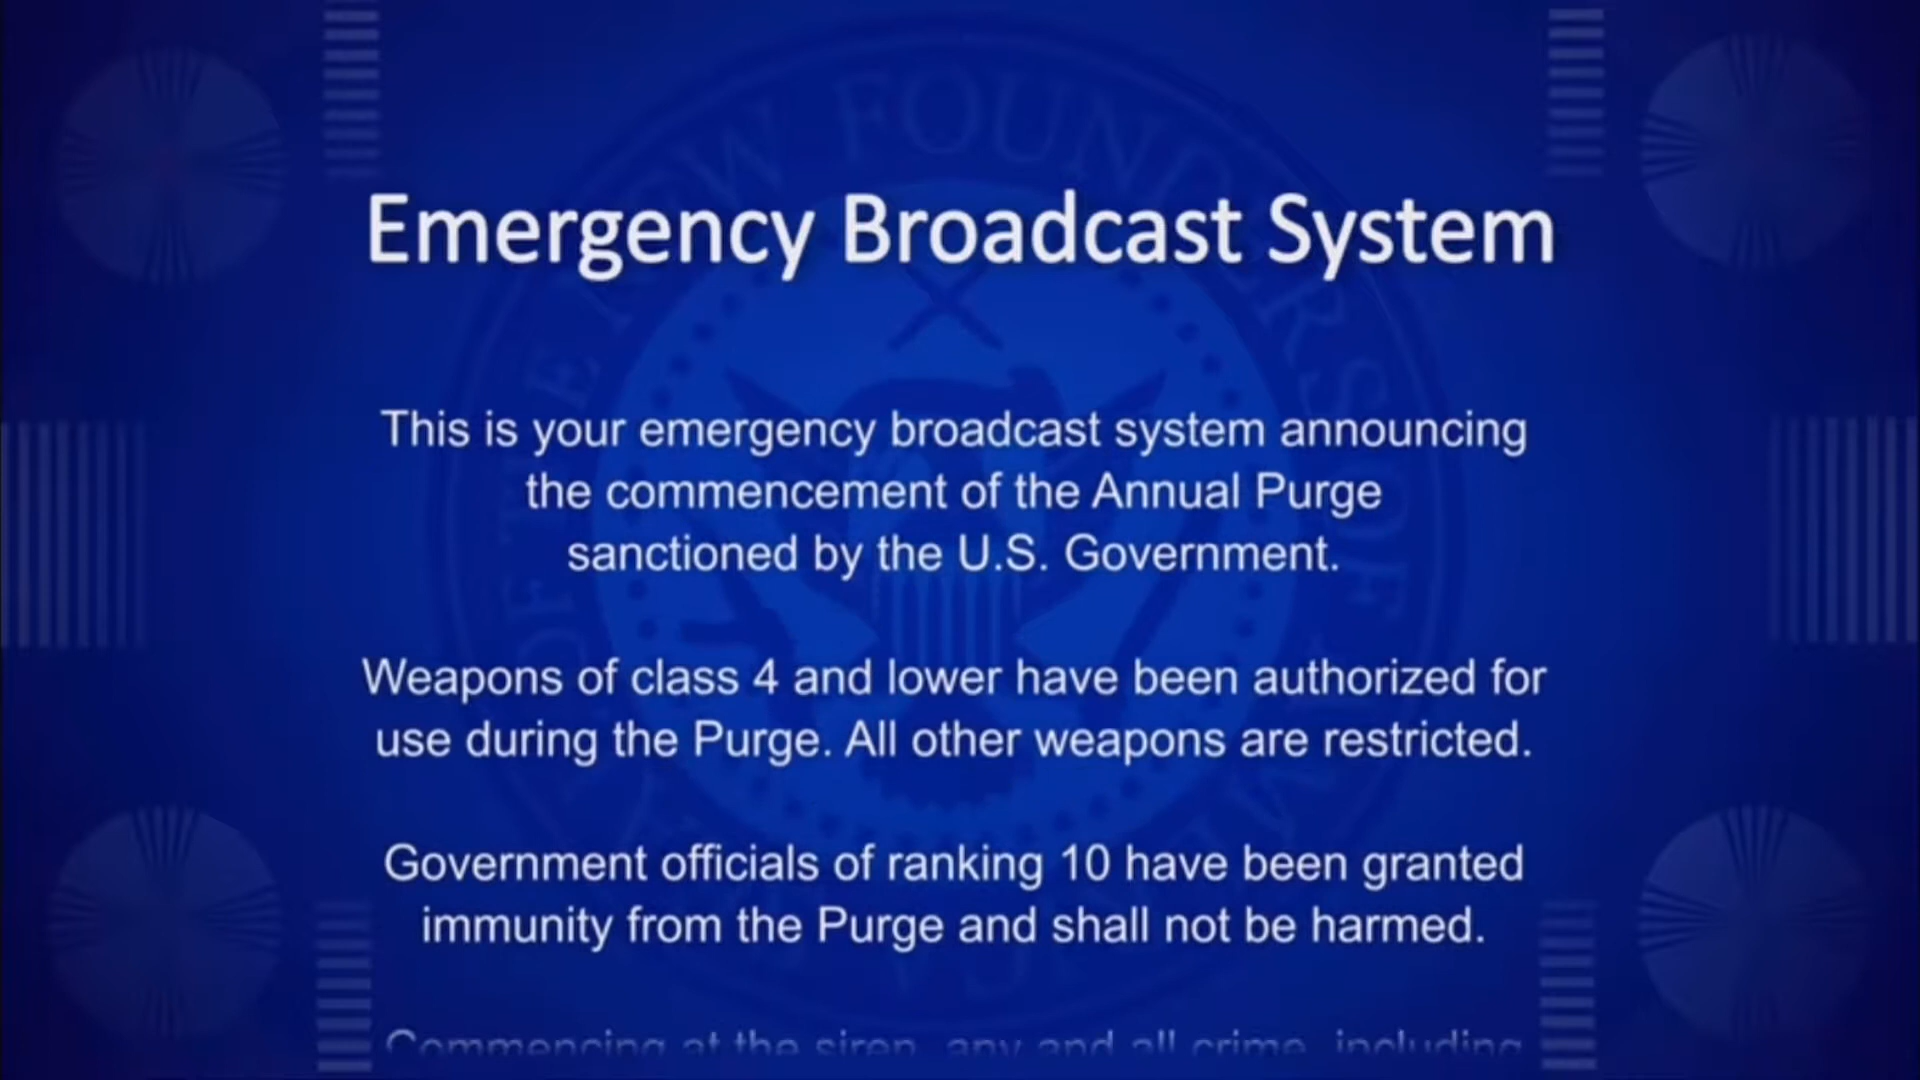 Emergency Broadcast System
This is your emergency broadcast system announcing
the commencement of the Annual Purge
sanctioned by the U.S. Government.
Weapons of class 4 and lower have been authorized for
use during the Purge. All other weapons are restricted.
Government officials of ranking 10 have been granted
immunity from the Purge and shall not be harmed.
Commencing at the siren, any and all crime, including
NEW FOUNDERS OF